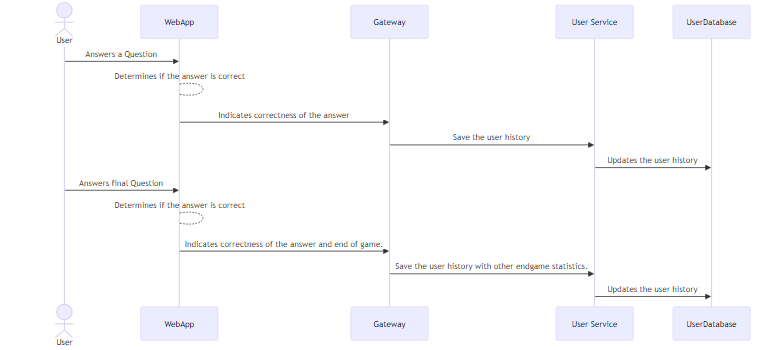 WebApp
Gateway
User Service
UserDatabase
User
Answers a Question
Determines if the answer is correct
Indicates correctness of the answer
Save the user history
Updates the user history
Answers final Question
Determines if the answer is correct
Indicates correctness of the answer and end of game.
Save the user history with other endgame statistics.
Updates the user history
WebApp
Gateway
User Service
UserDatabase
User